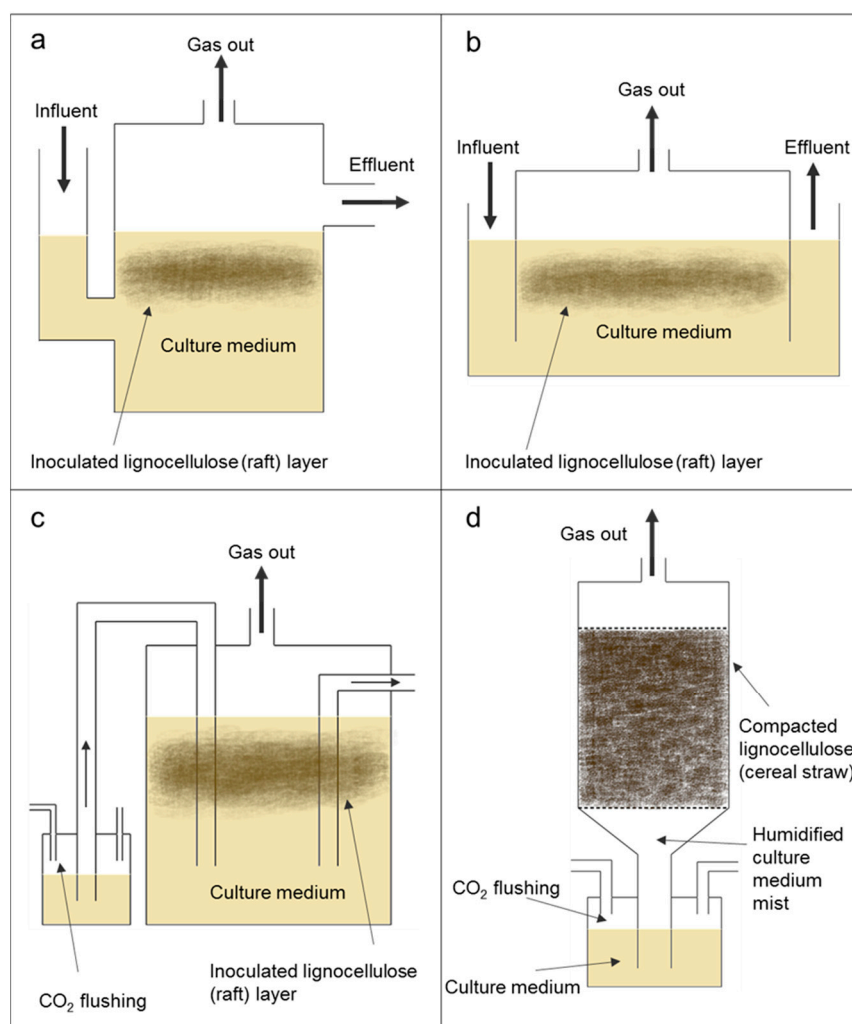 a
Gas out
Influent
Effluent
Culture medium
Inoculated lignocellulose (raft) layer
b
Gas out
Influent
Effluent
Culture medium
Inoculated lignocellulose (raft) layer
c
Gas out
Culture medium
Inoculated lignocellulose
(raft) layer
CO₂ flushing
d
Gas out
Compacted
lignocellulose
(cereal straw)
Humidified
culture
medium
mist
CO₂ flushing
Culture medium